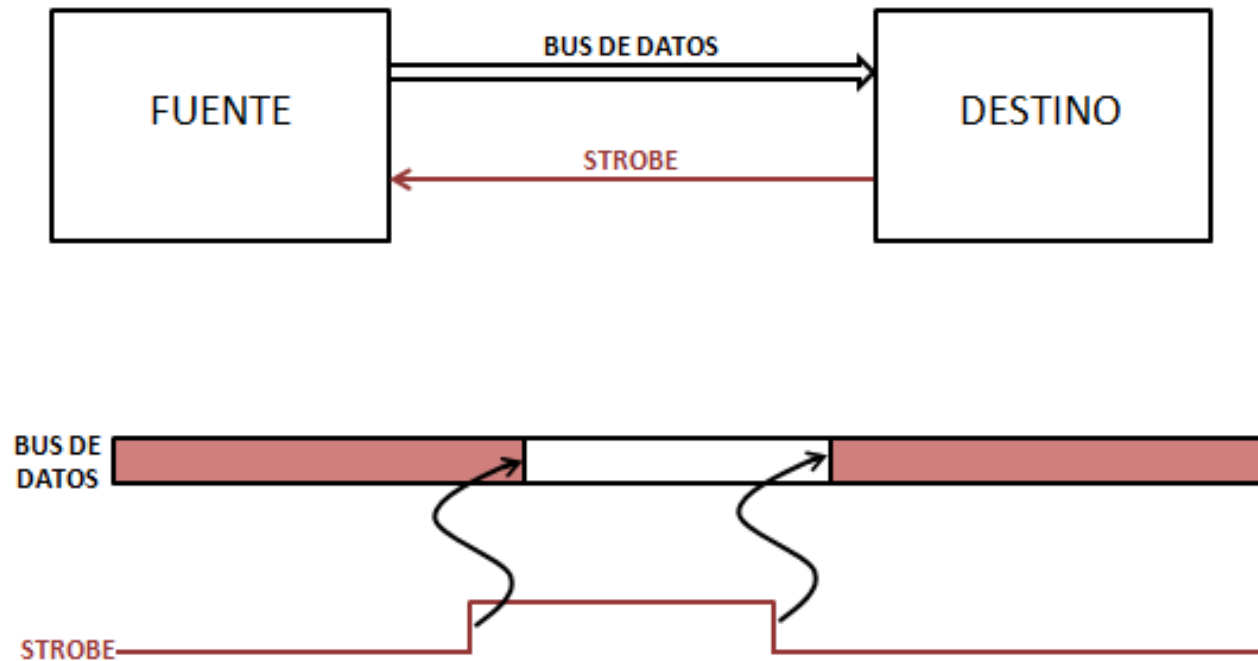 BUS DE DATOS
FUENTE
DESTINO
STROBE
BUS DE
DATOS
STROBE